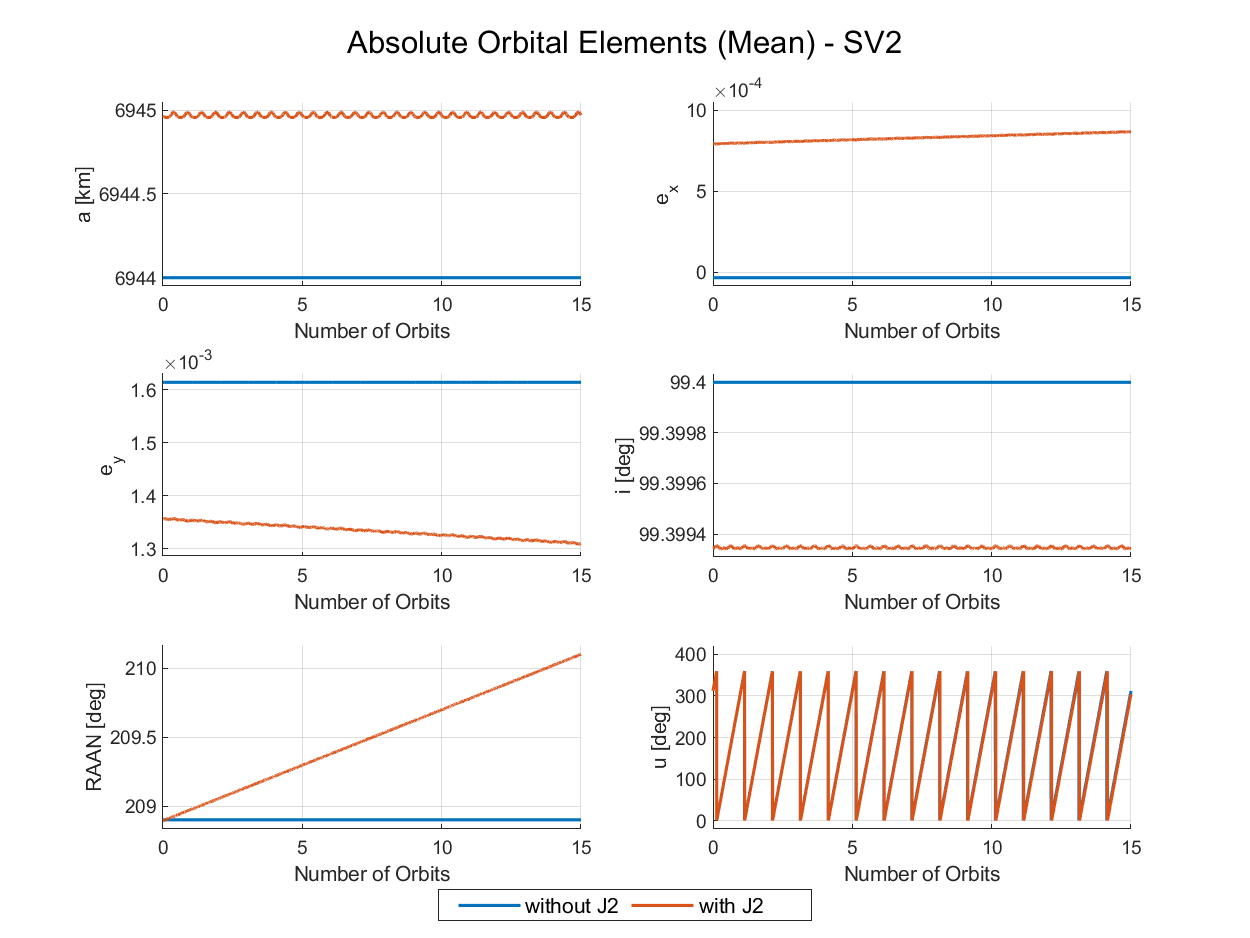 Absolute Orbital Elements (Mean) - SV2
6945
6944.5
6944
a [km]
0 5 10 15
Number of Orbits
×10⁻⁴
10
5
0
eₓ
0 5 10 15
Number of Orbits
×10⁻³
1.6
1.5
1.4
1.3
e_y
0 5 10 15
Number of Orbits
99.4
99.3998
99.3996
99.3994
i [deg]
0 5 10 15
Number of Orbits
210
209.5
209
RAAN [deg]
0 5 10 15
Number of Orbits
400
300
200
100
0
u [deg]
0 5 10 15
Number of Orbits
without J2 with J2